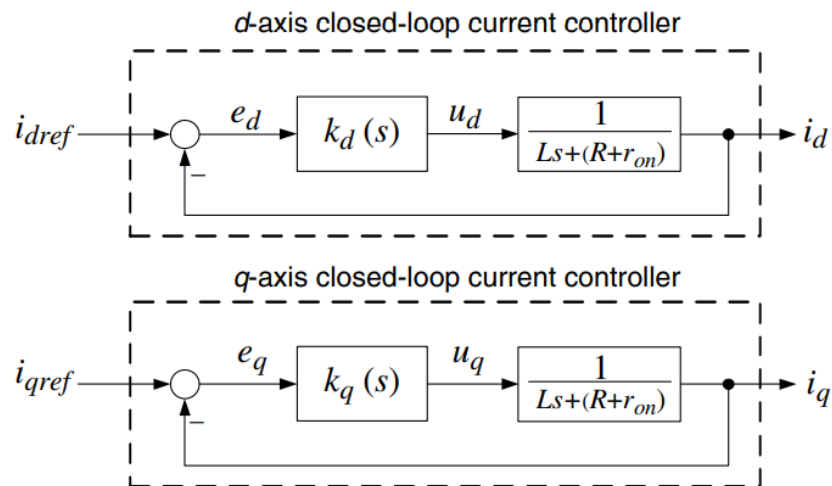 d-axis closed-loop current controller
i_dref
e_d
k_d (s)
u_d
1
Ls+(R+r_on)
i_d
−
q-axis closed-loop current controller
i_qref
e_q
k_q (s)
u_q
1
Ls+(R+r_on)
i_q
−